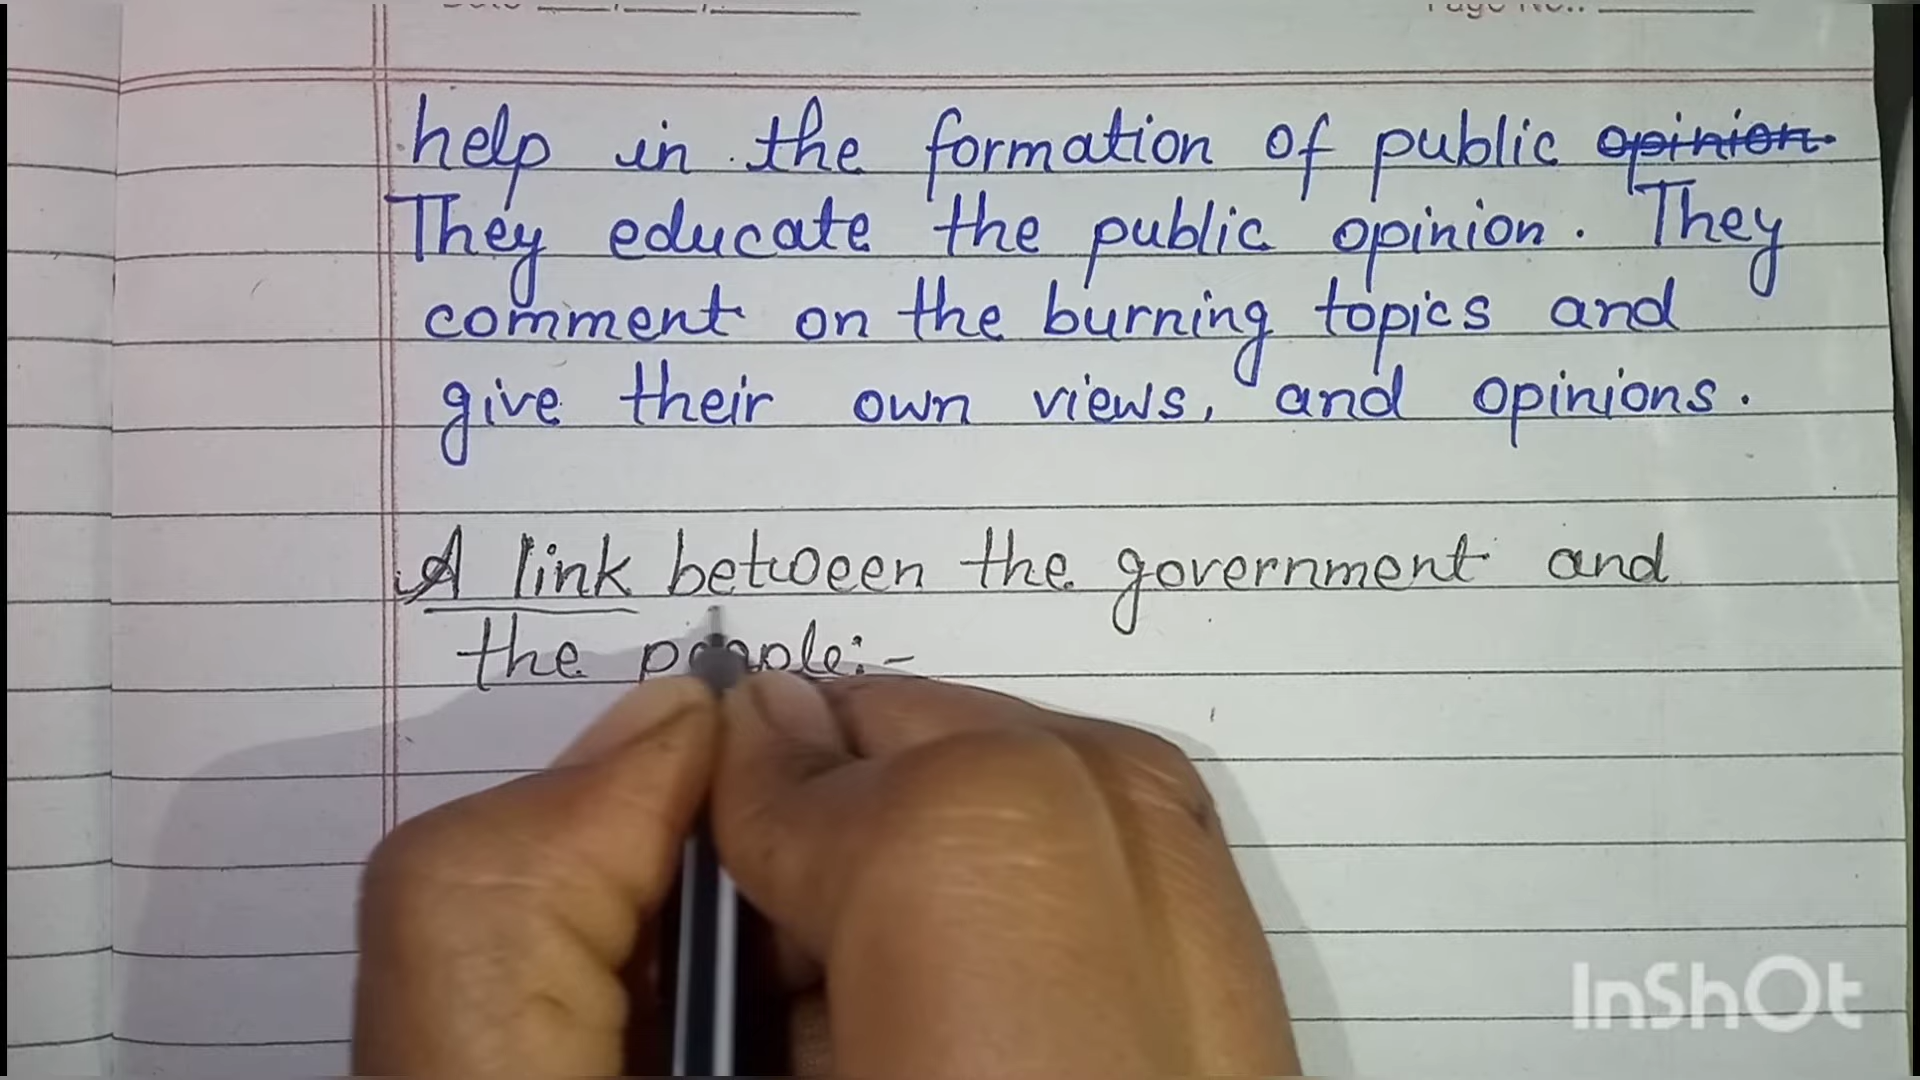 help in the formation of public opinion.
They educate the public opinion. They
comment on the burning topics and
give their own views, and opinions.
A link between the government and
the people:-
InShOt